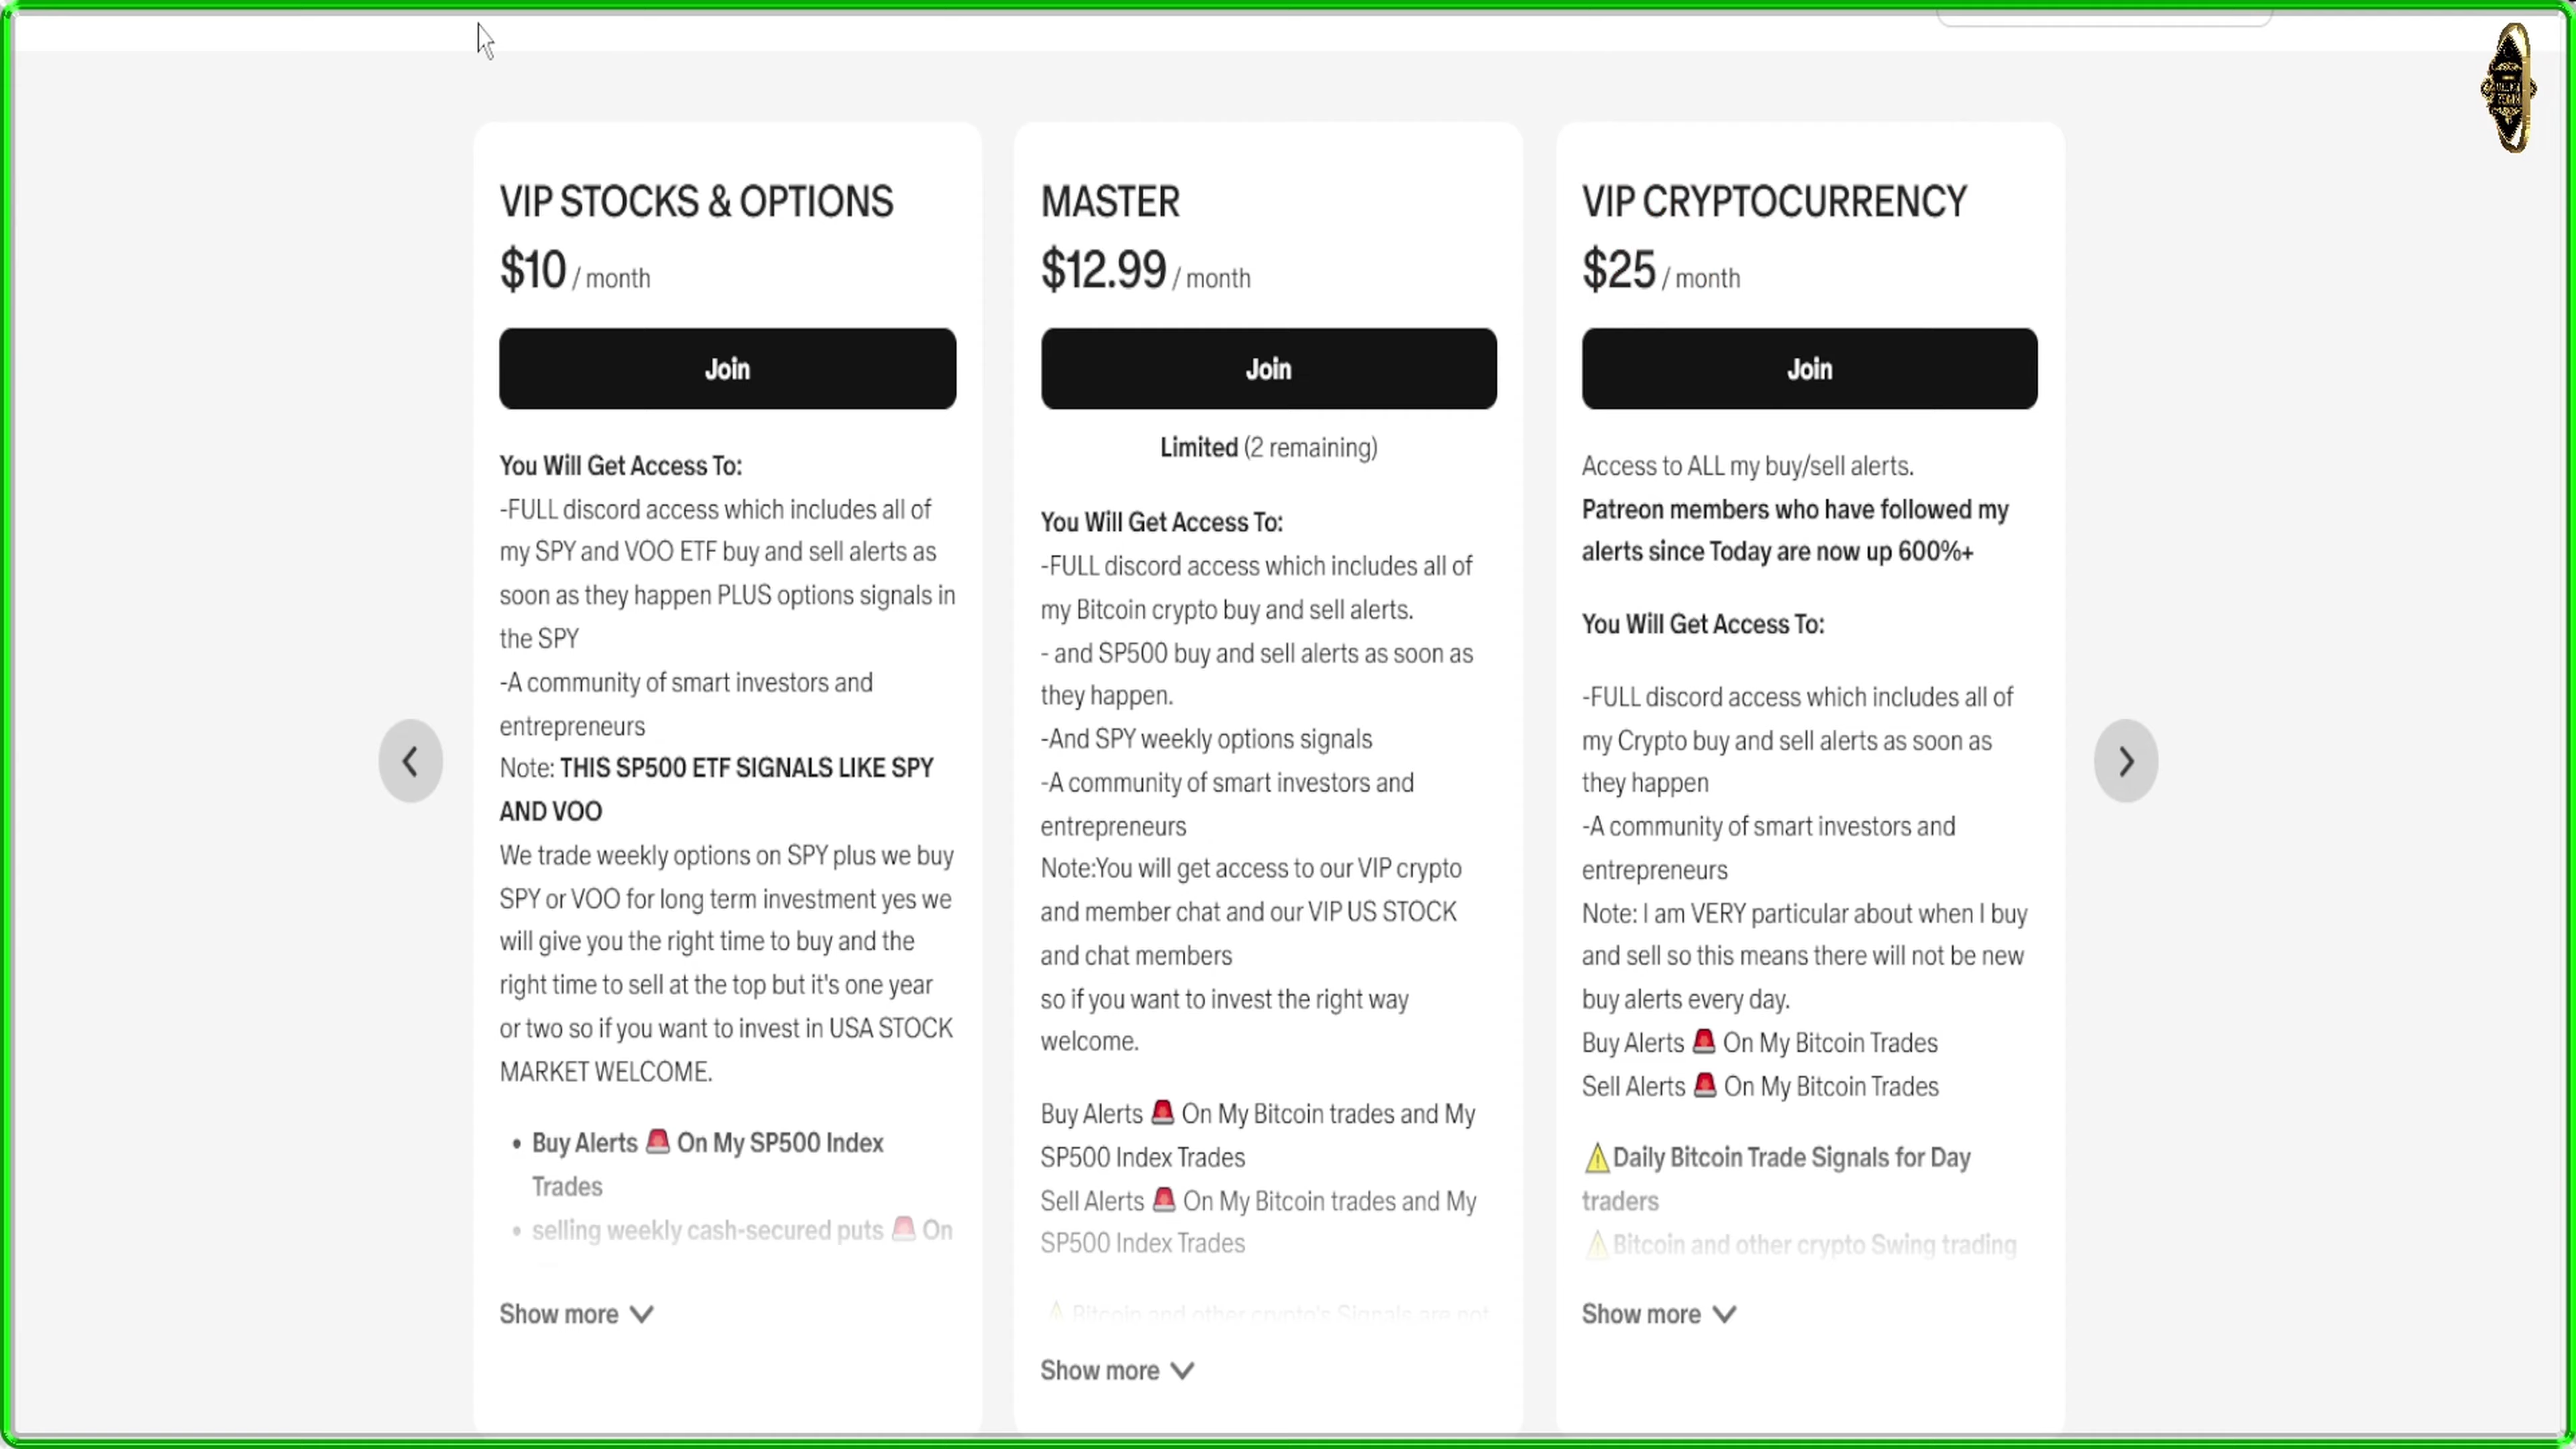 VIP STOCKS & OPTIONS
$10 / month
Join
You Will Get Access To:
-FULL discord access which includes all of
my SPY and VOO ETF buy and sell alerts as
soon as they happen PLUS options signals in
the SPY
-A community of smart investors and
entrepreneurs
Note: THIS SP500 ETF SIGNALS LIKE SPY
AND VOO
We trade weekly options on SPY plus we buy
SPY or VOO for long term investment yes we
will give you the right time to buy and the
right time to sell at the top but it's one year
or two so if you want to invest in USA STOCK
MARKET WELCOME.
• Buy Alerts 🚨 On My SP500 Index
Trades
• selling weekly cash-secured puts 🚨 On
Show more
MASTER
$12.99 / month
Join
Limited (2 remaining)
You Will Get Access To:
-FULL discord access which includes all of
my Bitcoin crypto buy and sell alerts.
- and SP500 buy and sell alerts as soon as
they happen.
-And SPY weekly options signals
-A community of smart investors and
entrepreneurs
Note:You will get access to our VIP crypto
and member chat and our VIP US STOCK
and chat members
so if you want to invest the right way
welcome.
Buy Alerts 🚨 On My Bitcoin trades and My
SP500 Index Trades
Sell Alerts 🚨 On My Bitcoin trades and My
SP500 Index Trades
⚠️ Bitcoin and other crypto's Signals are not
Show more
VIP CRYPTOCURRENCY
$25 / month
Join
Access to ALL my buy/sell alerts.
Patreon members who have followed my
alerts since Today are now up 600%+
You Will Get Access To:
-FULL discord access which includes all of
my Crypto buy and sell alerts as soon as
they happen
-A community of smart investors and
entrepreneurs
Note: I am VERY particular about when I buy
and sell so this means there will not be new
buy alerts every day.
Buy Alerts 🚨 On My Bitcoin Trades
Sell Alerts 🚨 On My Bitcoin Trades
⚠️Daily Bitcoin Trade Signals for Day
traders
⚠️Bitcoin and other crypto Swing trading
Show more